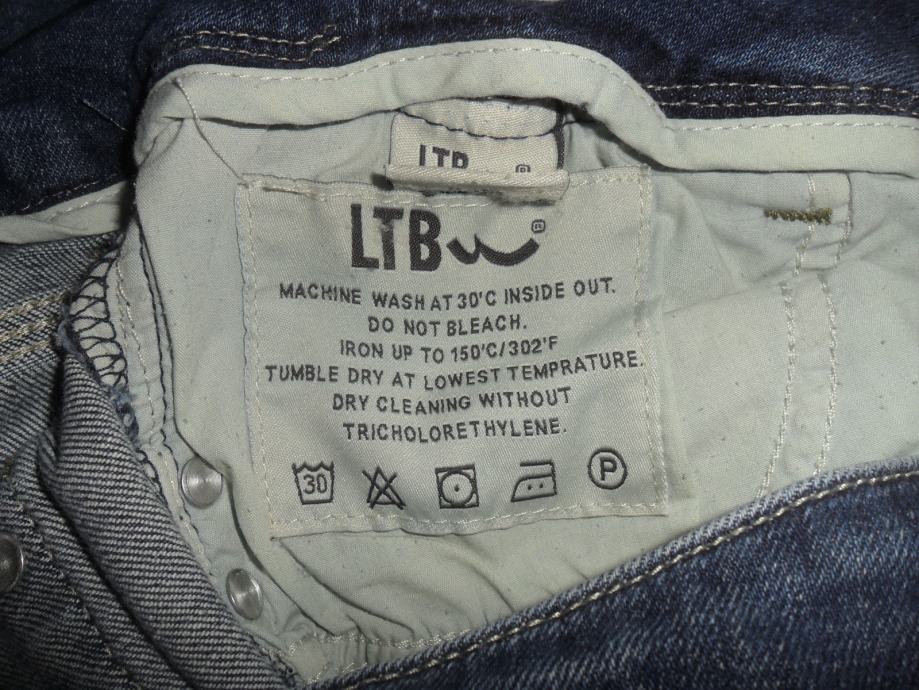 LTB ®
LTB ®
MACHINE WASH AT 30'C INSIDE OUT.
DO NOT BLEACH.
IRON UP TO 150'C/302'F
TUMBLE DRY AT LOWEST TEMPRATURE.
DRY CLEANING WITHOUT
TRICHOLORETHYLENE.
30 P